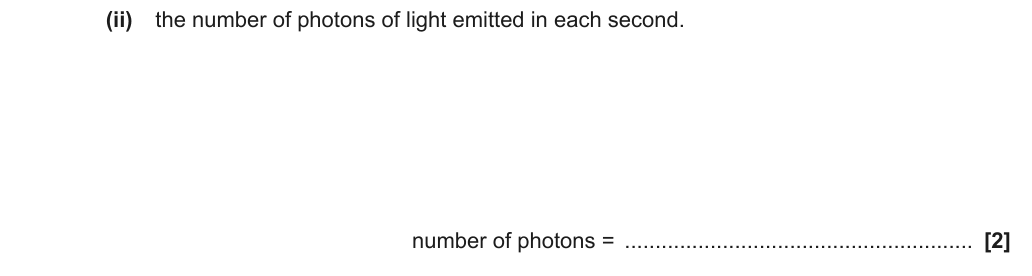 (ii) the number of photons of light emitted in each second.
number of photons = ......................................................... [2]